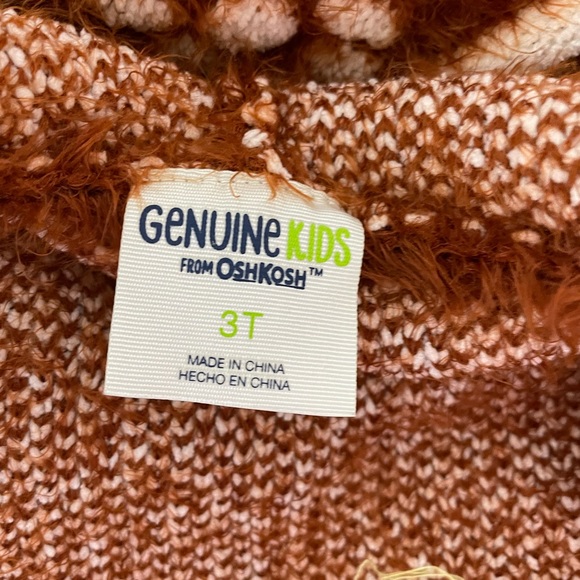 GENUINE KIDS
FROM OSHKOSH™
3T
MADE IN CHINA
HECHO EN CHINA